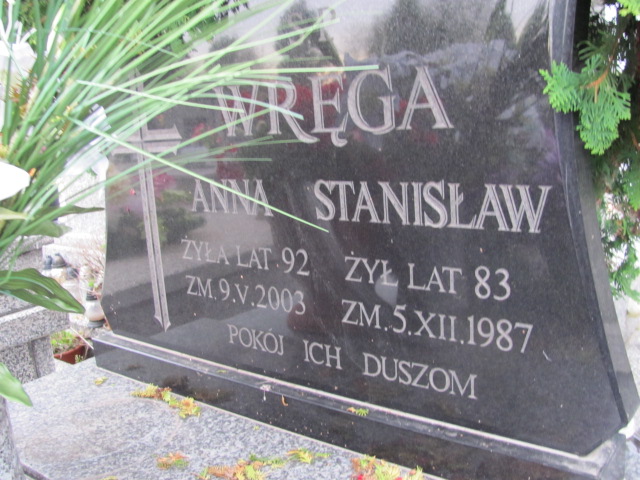 WRĘGA
ANNA STANISŁAW
ŻYŁA LAT 92 ŻYŁ LAT 83
ZM. 9.V.2003 ZM. 5.XII.1987
POKÓJ ICH DUSZOM